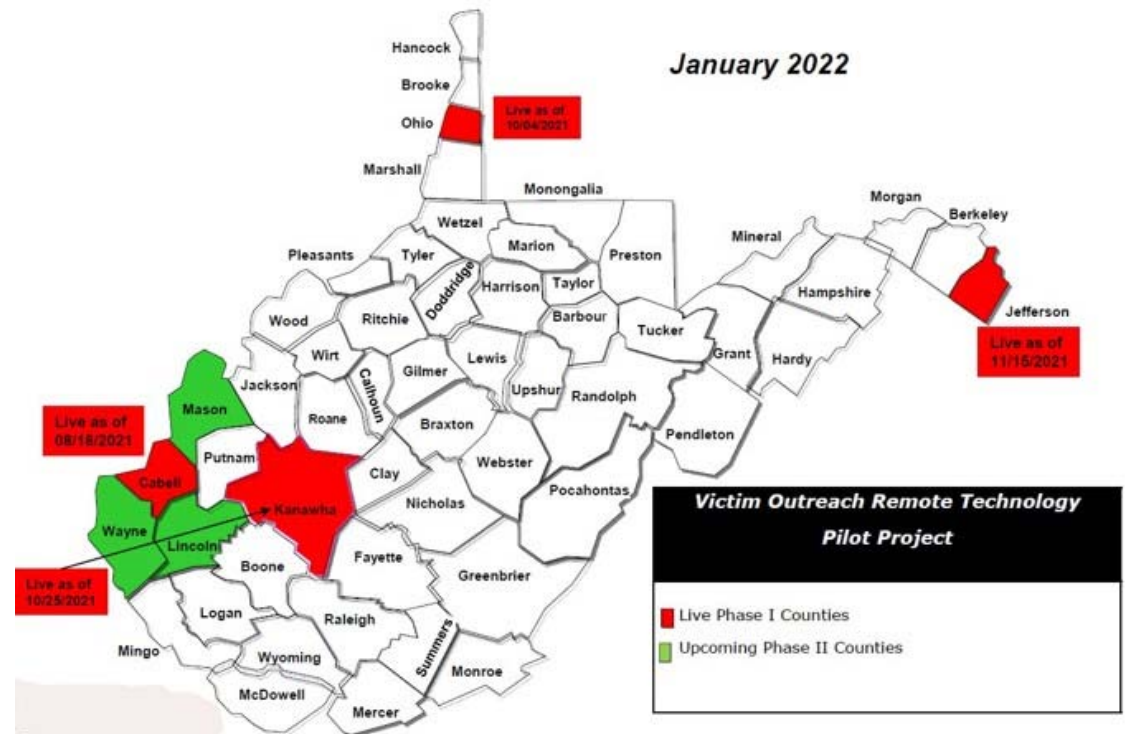 January 2022
Hancock
Brooke
Ohio
Live as of
10/04/2021
Marshall
Monongalia
Wetzel
Marion
Morgan
Berkeley
Mineral
Pleasants
Tyler
Doddridge
Harrison
Taylor
Preston
Hampshire
Jefferson
Live as of
11/15/2021
Wood
Ritchie
Barbour
Tucker
Grant
Hardy
Wirt
Calhoun
Gilmer
Lewis
Upshur
Randolph
Pendleton
Jackson
Roane
Braxton
Mason
Live as of
08/18/2021
Putnam
Cabell
Clay
Webster
Pocahontas
Kanawha
Nicholas
Wayne
Lincoln
Boone
Fayette
Greenbrier
Live as of
10/25/2021
Logan
Raleigh
Summers
Monroe
Mingo
Wyoming
McDowell
Mercer
Victim Outreach Remote Technology
Pilot Project
Live Phase I Counties
Upcoming Phase II Counties